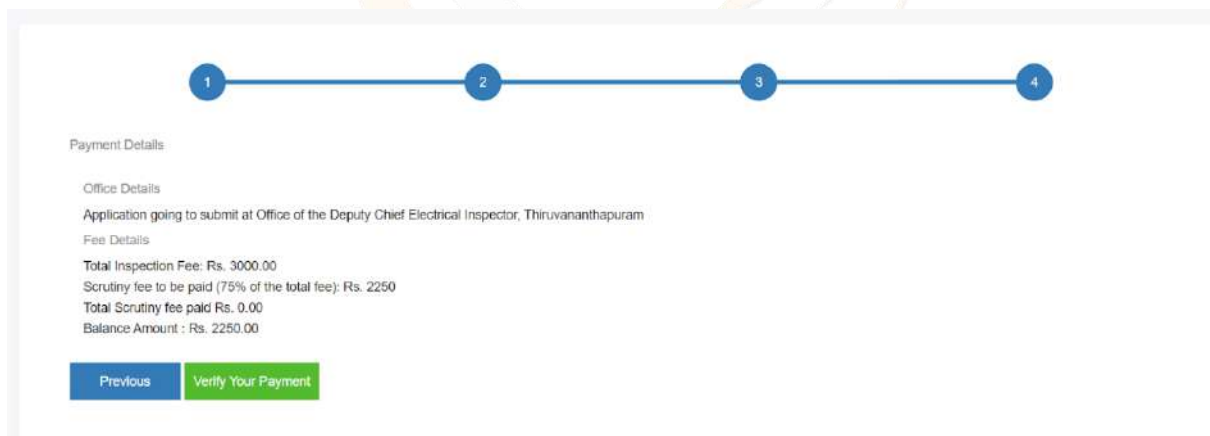 1 2 3 4
Payment Details
Office Details
Application going to submit at Office of the Deputy Chief Electrical Inspector, Thiruvananthapuram
Fee Details
Total Inspection Fee: Rs. 3000.00
Scrutiny fee to be paid (75% of the total fee): Rs. 2250
Total Scrutiny fee paid Rs. 0.00
Balance Amount : Rs. 2250.00
Previous Verify Your Payment